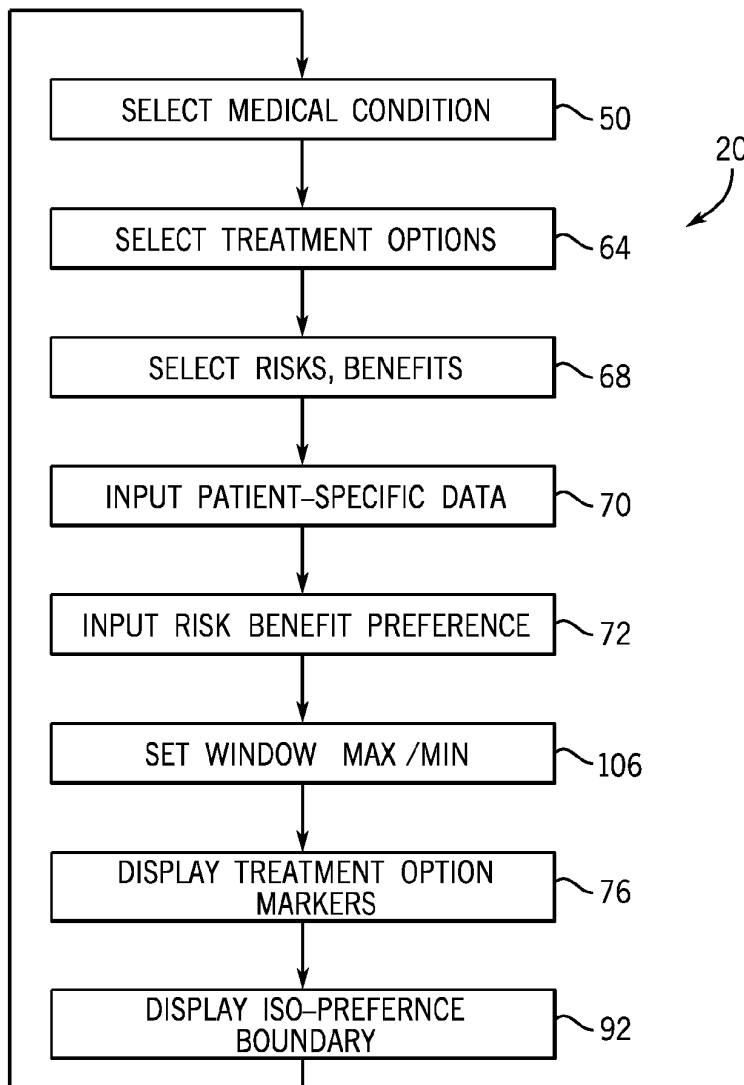 SELECT MEDICAL CONDITION
50
20
SELECT TREATMENT OPTIONS
64
SELECT RISKS, BENEFITS
68
INPUT PATIENT–SPECIFIC DATA
70
INPUT RISK BENEFIT PREFERENCE
72
SET WINDOW MAX /MIN
106
DISPLAY TREATMENT OPTION
MARKERS
76
DISPLAY ISO–PREFERNCE
BOUNDARY
92